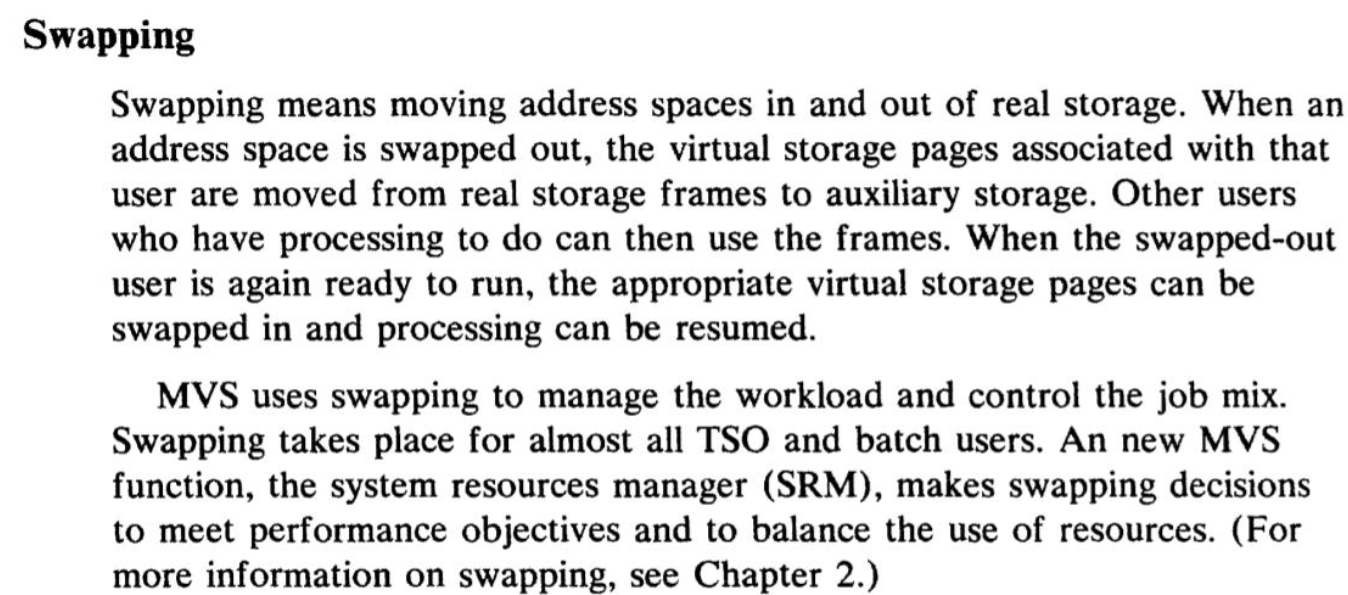 Swapping
Swapping means moving address spaces in and out of real storage. When an
address space is swapped out, the virtual storage pages associated with that
user are moved from real storage frames to auxiliary storage. Other users
who have processing to do can then use the frames. When the swapped-out
user is again ready to run, the appropriate virtual storage pages can be
swapped in and processing can be resumed.
MVS uses swapping to manage the workload and control the job mix.
Swapping takes place for almost all TSO and batch users. An new MVS
function, the system resources manager (SRM), makes swapping decisions
to meet performance objectives and to balance the use of resources. (For
more information on swapping, see Chapter 2.)